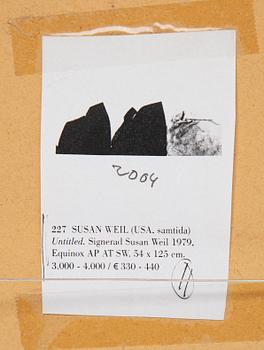 2004
227 SUSAN WEIL (USA, samtida)
Untitled. Signerad Susan Weil 1979,
Equinox AP AT SW, 54 x 125 cm.
3.000 - 4.000 / € 330 - 440